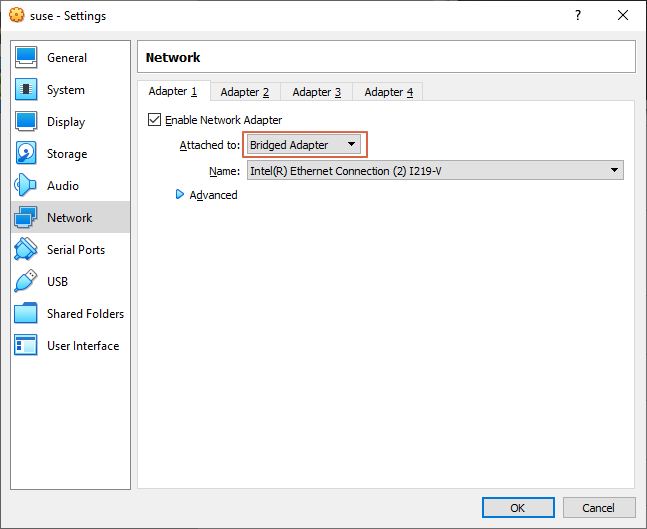 suse - Settings
?
General
System
Display
Storage
Audio
Network
Serial Ports
USB
Shared Folders
User Interface
Network
Adapter 1 Adapter 2 Adapter 3 Adapter 4
Enable Network Adapter
Attached to: Bridged Adapter
Name: Intel(R) Ethernet Connection (2) I219-V
Advanced
OK Cancel